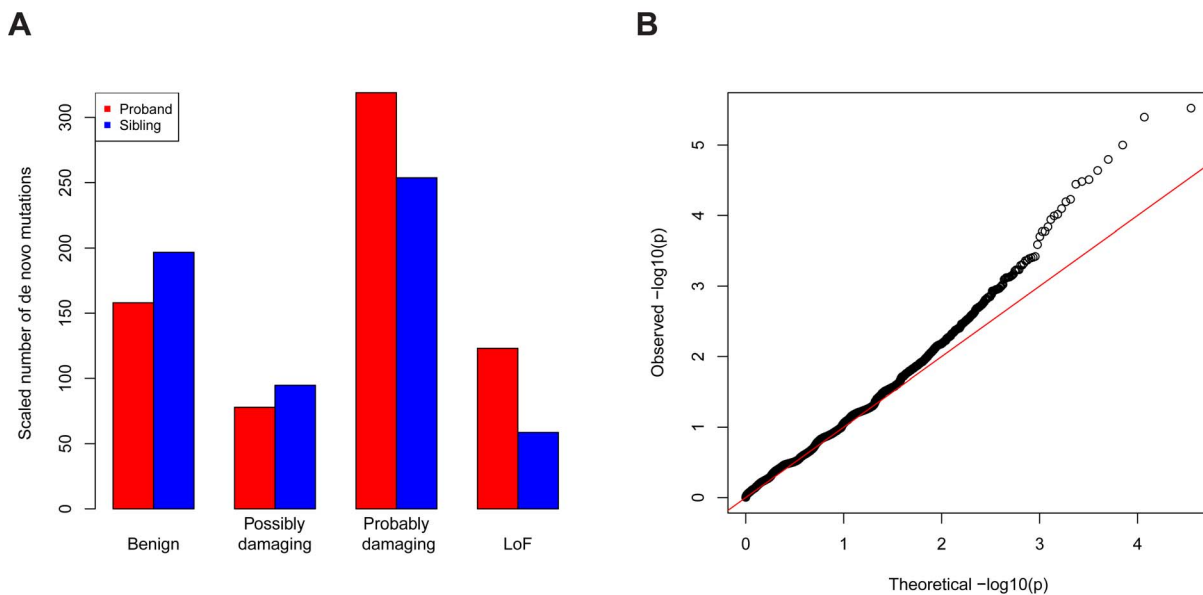 A
Scaled number of de novo mutations
0
50
100
150
200
250
300
Proband
Sibling
Benign
Possibly
damaging
Probably
damaging
LoF
B
Observed −log10(p)
0
1
2
3
4
5
0
1
2
3
4
Theoretical −log10(p)